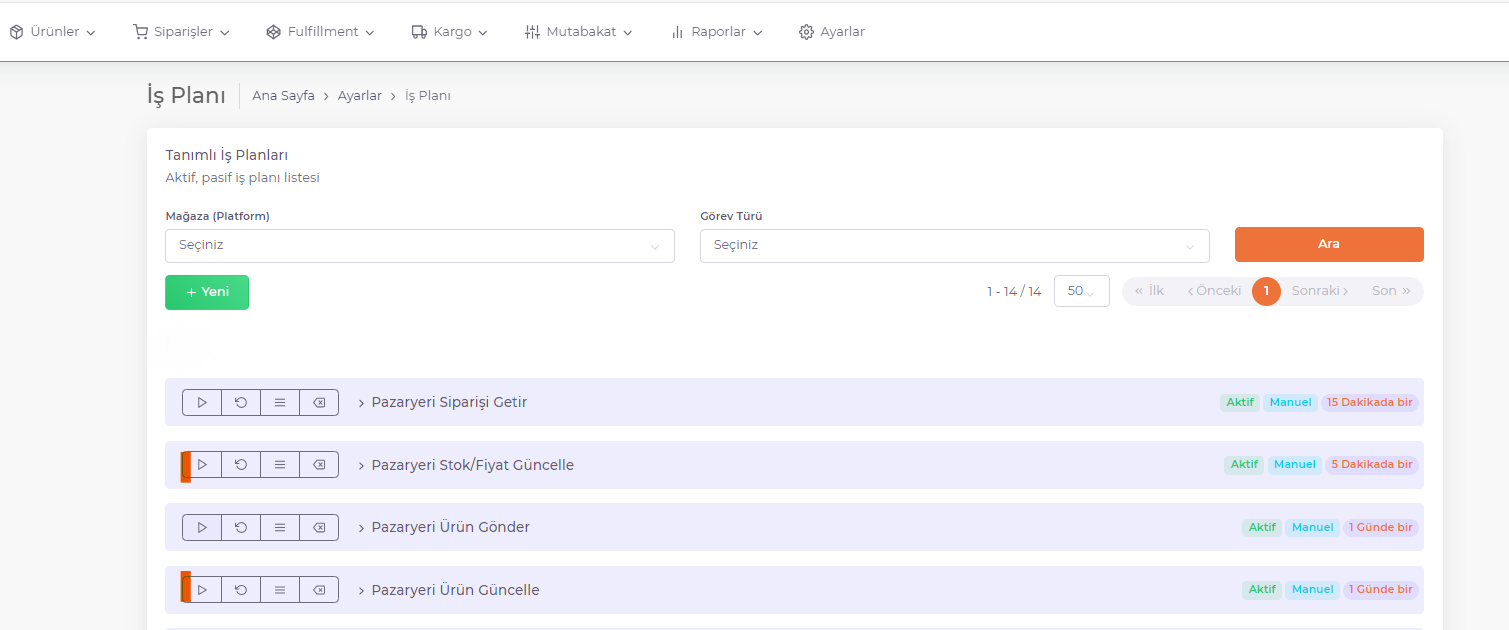 Ürünler Siparişler Fulfillment Kargo Mutabakat Raporlar Ayarlar
İş Planı Ana Sayfa > Ayarlar > İş Planı
Tanımlı İş Planları
Aktif, pasif iş planı listesi
Mağaza (Platform) Görev Türü
Seçiniz Seçiniz Ara
+ Yeni 1 - 14 / 14 50 « İlk ‹ Önceki 1 Sonraki › Son »
> Pazaryeri Siparişi Getir Aktif Manuel 15 Dakikada bir
> Pazaryeri Stok/Fiyat Güncelle Aktif Manuel 5 Dakikada bir
> Pazaryeri Ürün Gönder Aktif Manuel 1 Günde bir
> Pazaryeri Ürün Güncelle Aktif Manuel 1 Günde bir